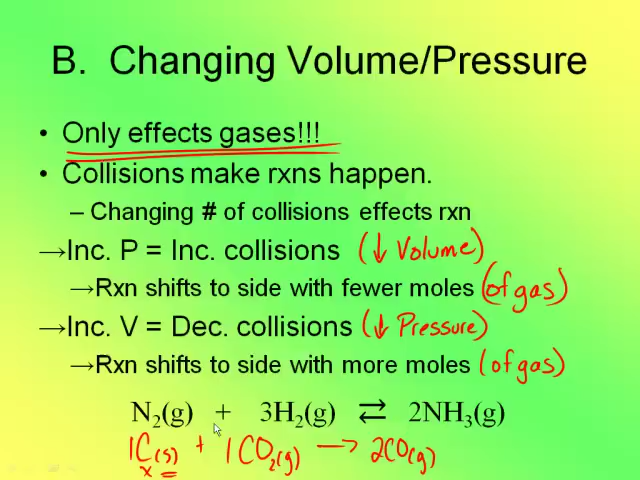 B. Changing Volume/Pressure
• Only effects gases!!!
• Collisions make rxns happen.
– Changing # of collisions effects rxn
→Inc. P = Inc. collisions (↓ Volume)
→Rxn shifts to side with fewer moles (of gas)
→Inc. V = Dec. collisions (↓ Pressure)
→Rxn shifts to side with more moles (of gas)
N₂(g) + 3H₂(g) ⇄ 2NH₃(g)
1C(s) + 1CO₂(g) → 2CO(g)
x